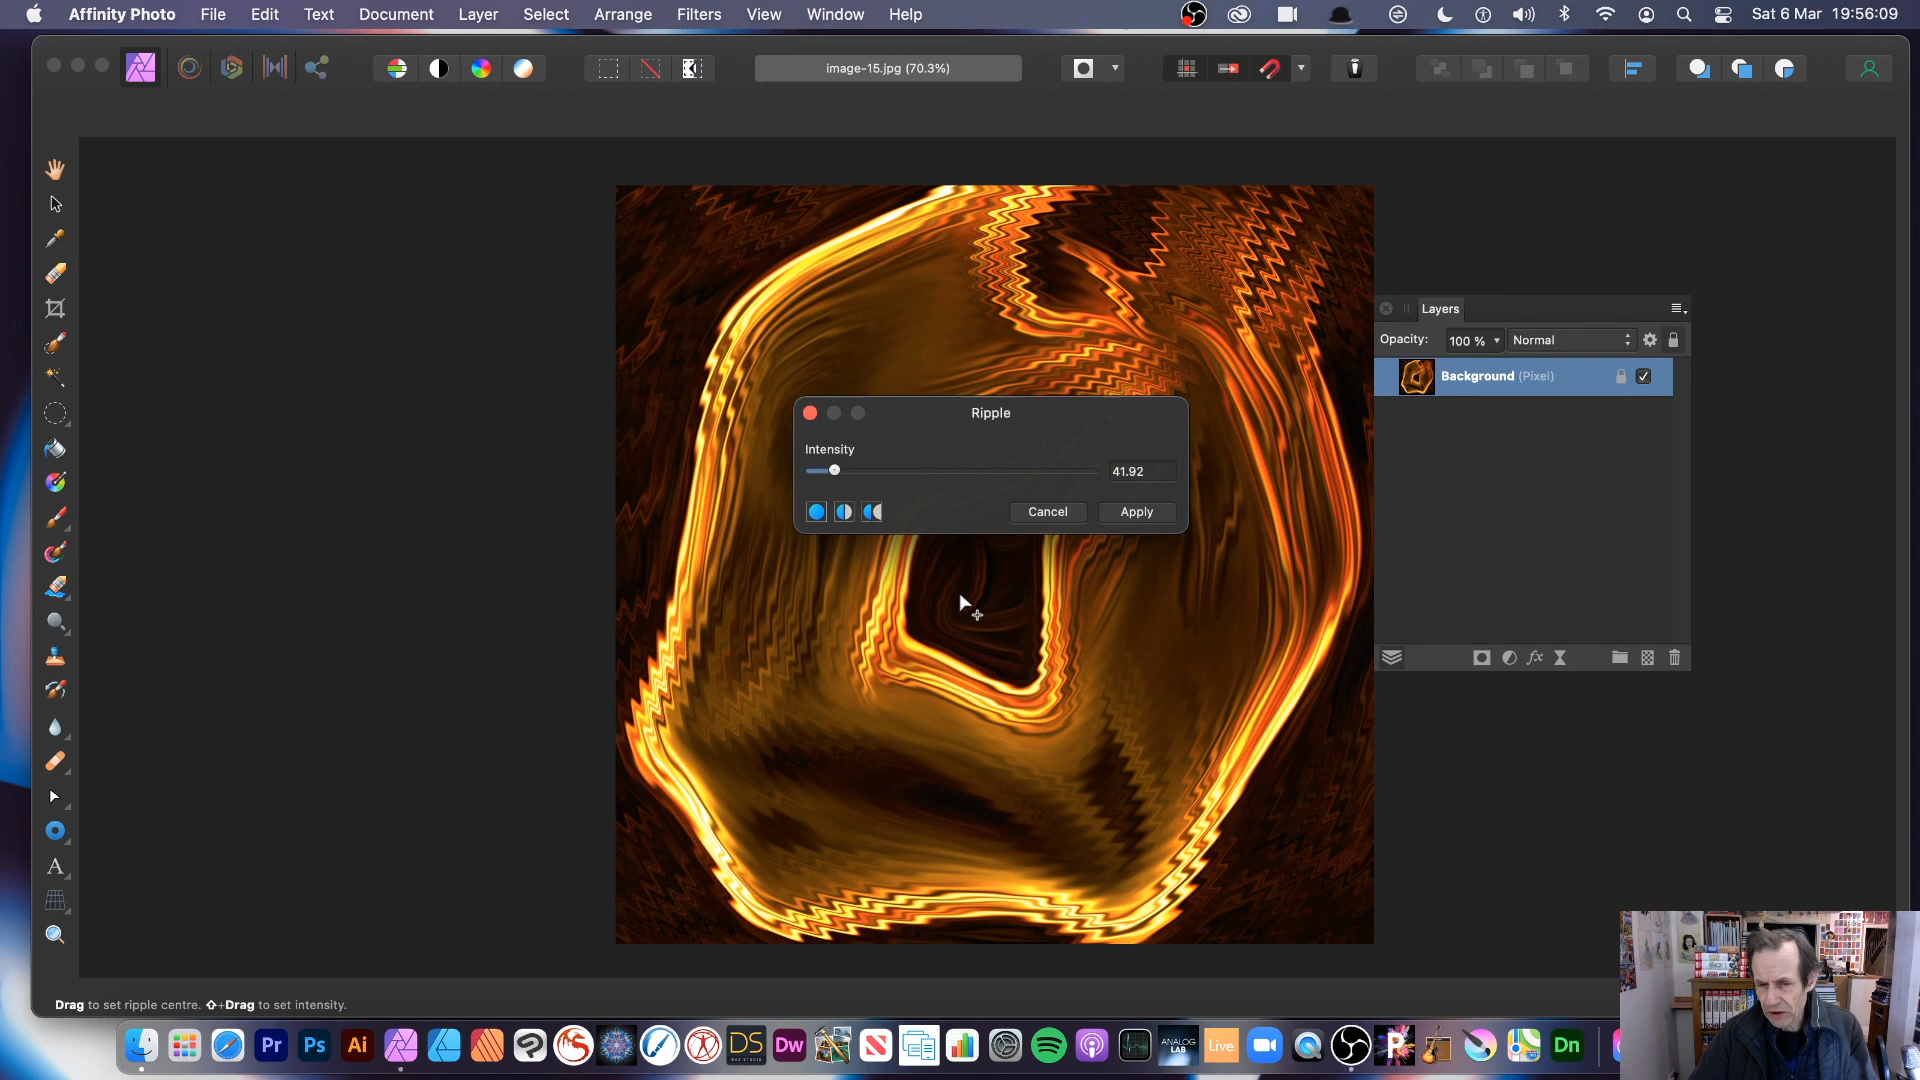 Affinity Photo File Edit Text Document Layer Select Arrange Filters View Window Help Sat 6 Mar 19:56:09
image-15.jpg (70.3%)
Layers
Opacity: 100 % Normal
Background (Pixel)
Ripple
Intensity
41.92
Cancel Apply
A
Drag to set ripple centre. ⇧+Drag to set intensity.
Pr Ps Ai DS Dw ANALOG LAB Live P Dn